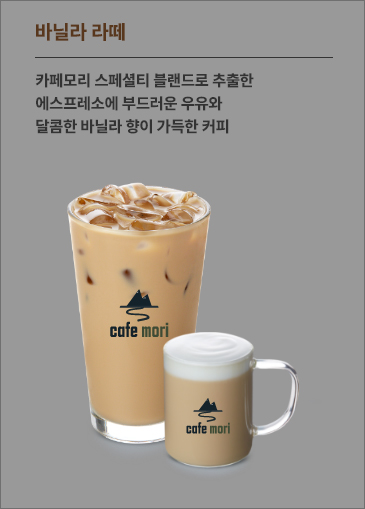 바닐라 라떼
카페모리 스페셜티 블랜드로 추출한
에스프레소에 부드러운 우유와
달콤한 바닐라 향이 가득한 커피
cafe mori
cafe mori